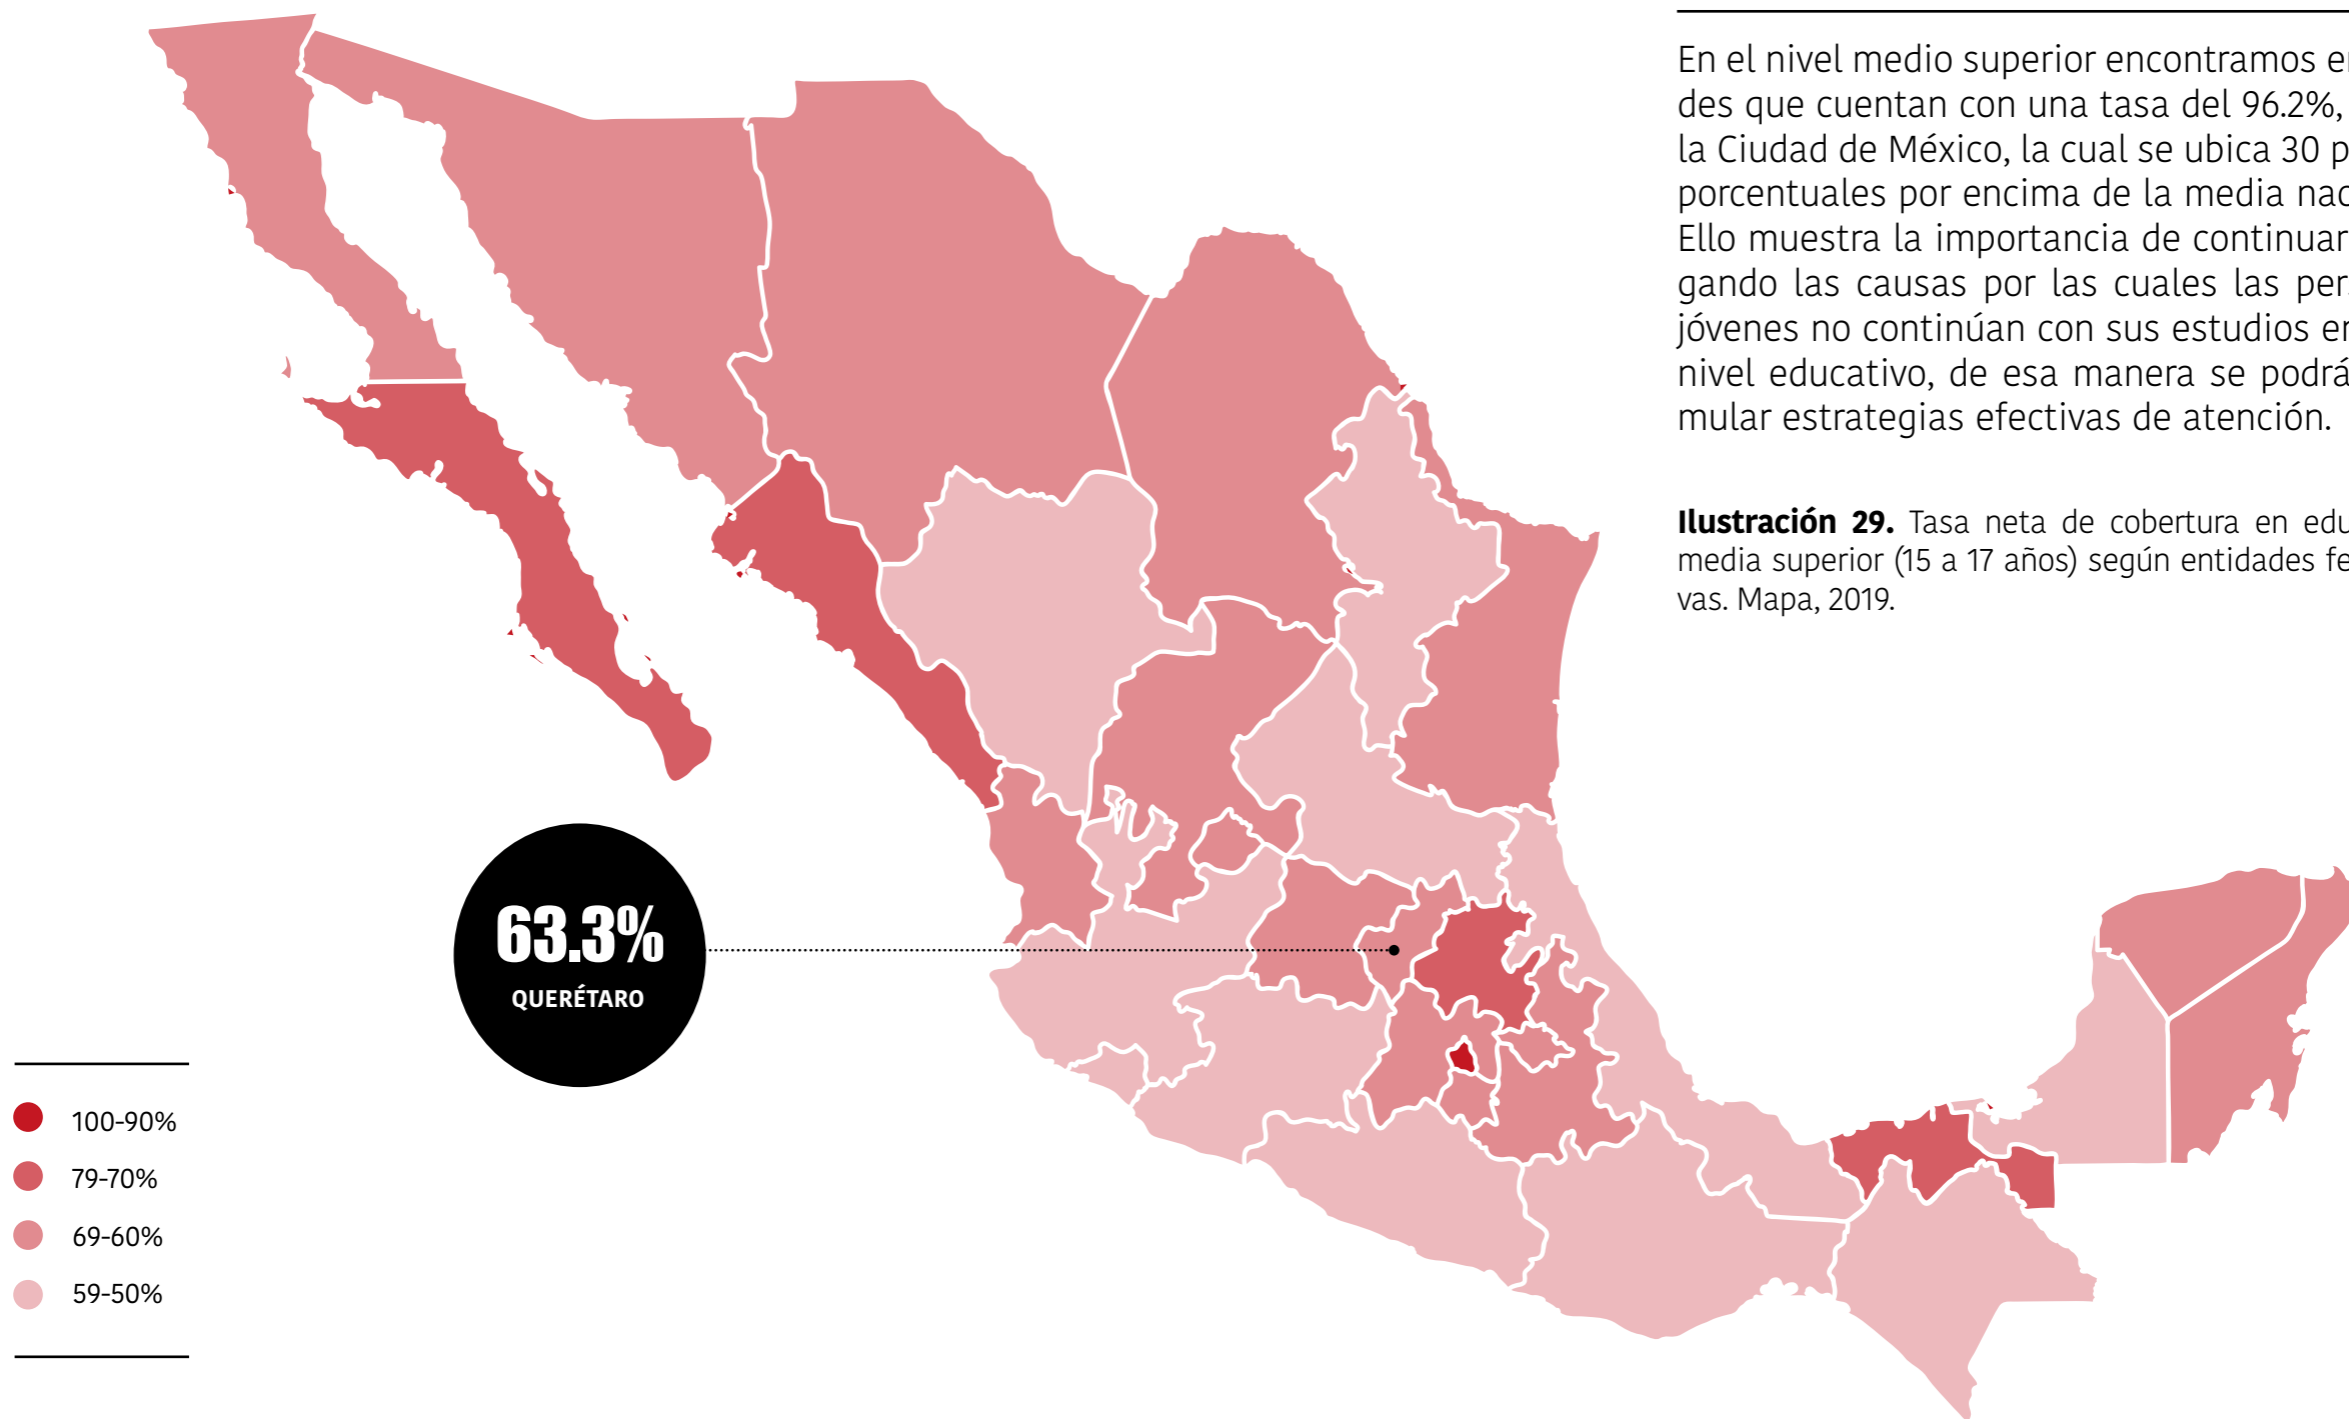 En el nivel medio superior encontramos
des que cuentan con una tasa del 96.2%,
la Ciudad de México, la cual se ubica 30
porcentuales por encima de la media
Ello muestra la importancia de continuar
gando las causas por las cuales las
jóvenes no continúan con sus estudios
nivel educativo, de esa manera se podrá
mular estrategias efectivas de atención.
Ilustración 29. Tasa neta de cobertura en
media superior (15 a 17 años) según entidades
vas. Mapa, 2019.
63.3%
QUERÉTARO
100-90%
79-70%
69-60%
59-50%